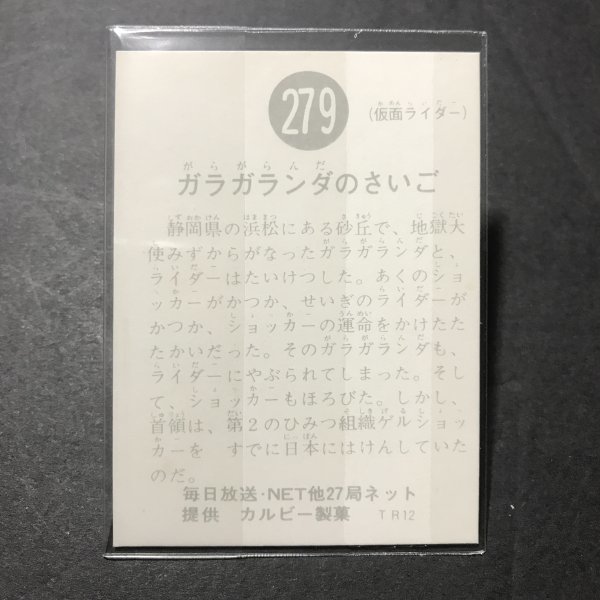 279
(仮面ライダー)
ガラガランダのさいご
静岡県の浜松にある砂丘で、地獄大
使みずからがなったガラガランダと、
ライダーはたいけつした。あくのショ
ッカーがかつか、せいぎのライダーが
かつか、ショッカーの運命をかけたた
たかいだった。そのガラガランダも、
ライダーにやぶられてしまった。そし
て、ショッカーもほろびた。しかし、
首領は、第2のひみつ組織ゲルショッ
カーを すでに日本にはけんしていた
のだ。
毎日放送·NET他27局ネット
提供 カルビー製菓 TR12